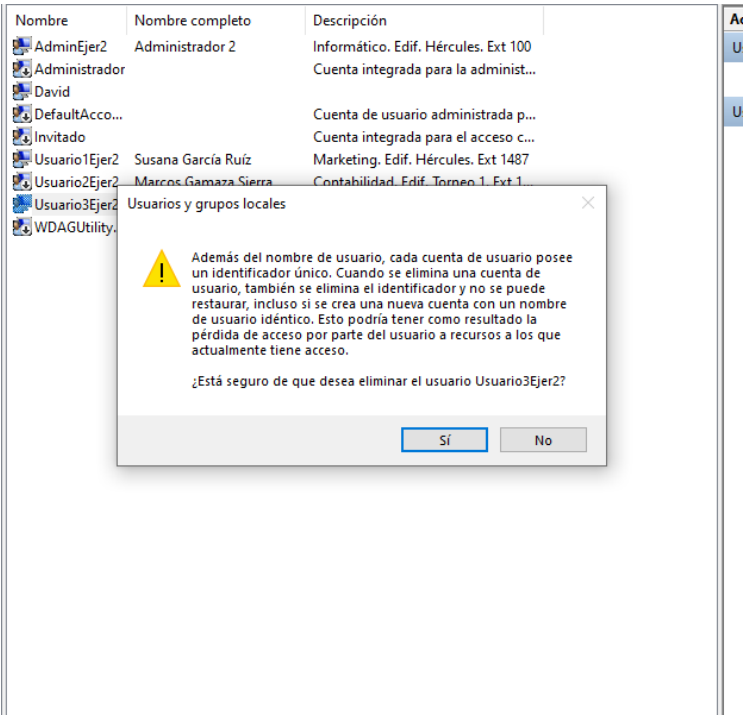 Nombre Nombre completo Descripción
AdminEjer2 Administrador 2 Informático. Edif. Hércules. Ext 100
Administrador Cuenta integrada para la administ...
David
DefaultAcco... Cuenta de usuario administrada p...
Invitado Cuenta integrada para el acceso c...
Usuario1Ejer2 Susana García Ruíz Marketing. Edif. Hércules. Ext 1487
Usuario2Ejer2 Marcos Gamaza Sierra Contabilidad. Edif. Torneo 1. Ext 1...
Usuario3Ejer2
WDAGUtility.
Usuarios y grupos locales
Además del nombre de usuario, cada cuenta de usuario posee
un identificador único. Cuando se elimina una cuenta de
usuario, también se elimina el identificador y no se puede
restaurar, incluso si se crea una nueva cuenta con un nombre
de usuario idéntico. Esto podría tener como resultado la
pérdida de acceso por parte del usuario a recursos a los que
actualmente tiene acceso.
¿Está seguro de que desea eliminar el usuario Usuario3Ejer2?
Sí No